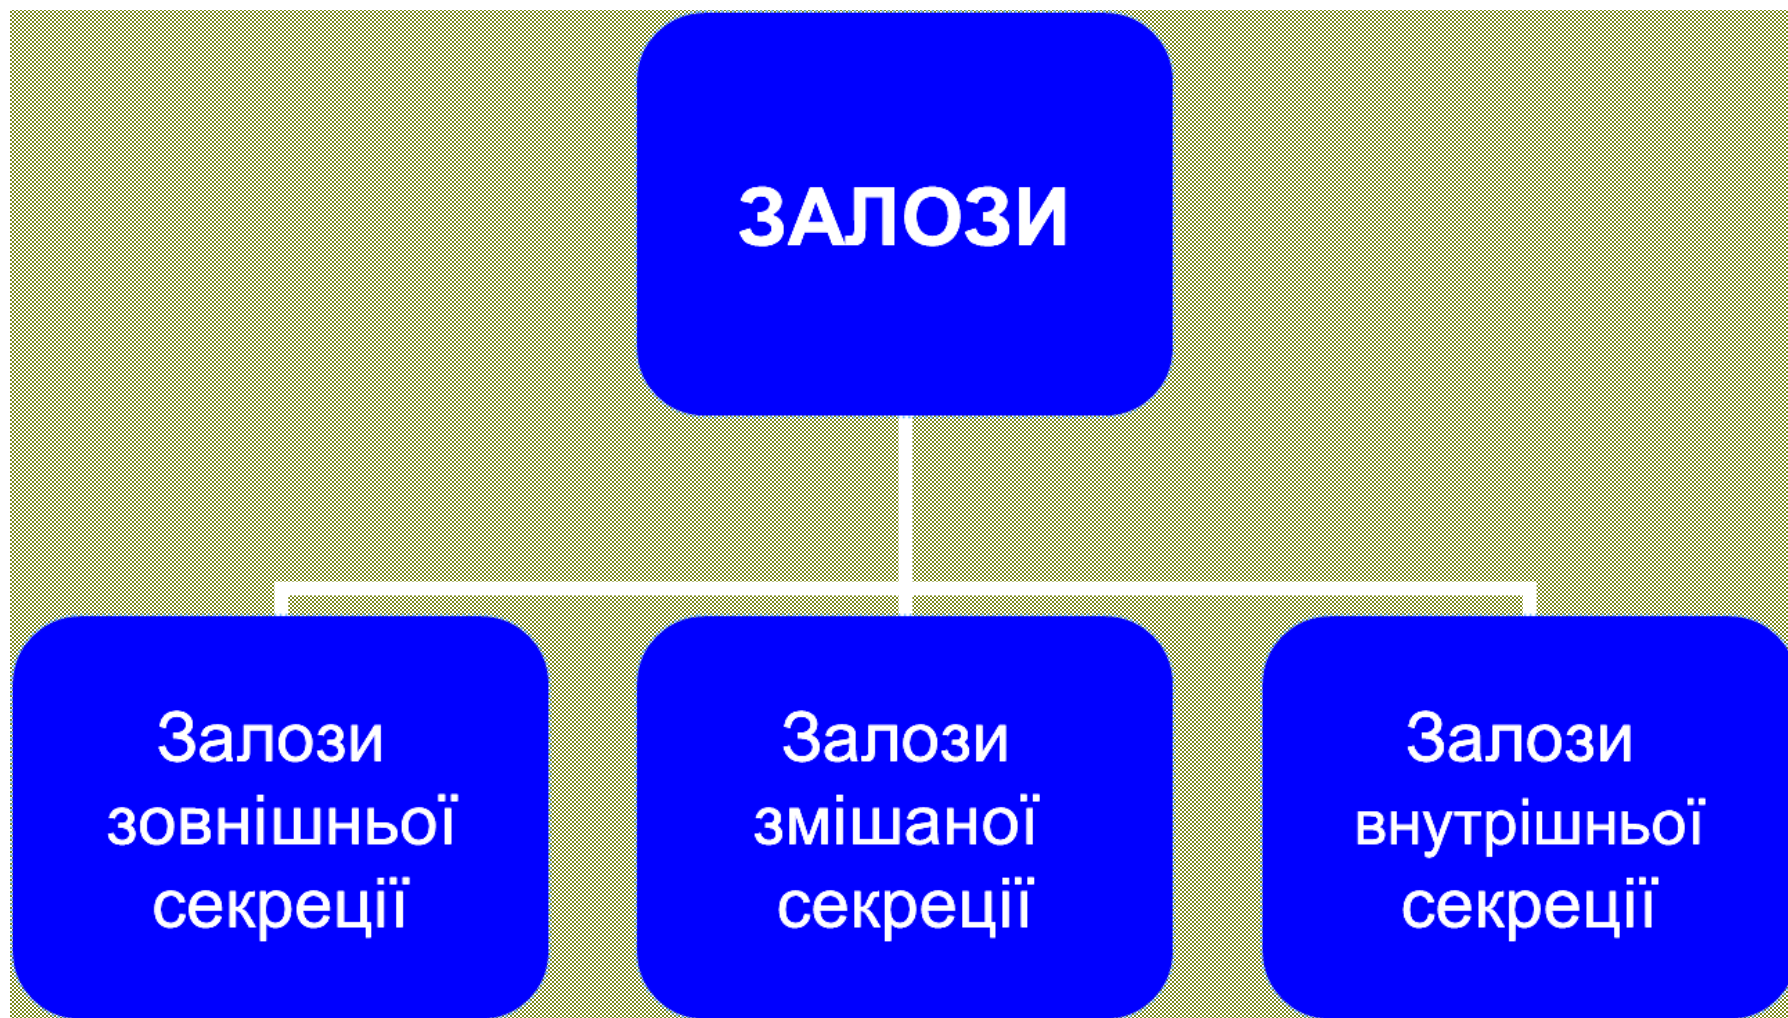 ЗАЛОЗИ
Залози
зовнішньої
секреції
Залози
змішаної
секреції
Залози
внутрішньої
секреції